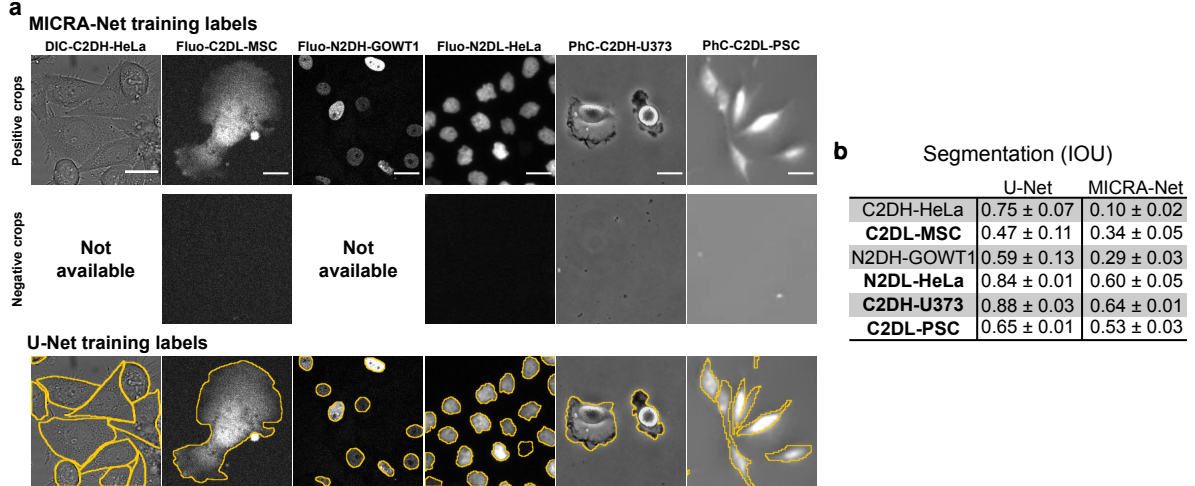 a
MICRA-Net training labels
DIC-C2DH-HeLa Fluo-C2DL-MSC Fluo-N2DH-GOWT1 Fluo-N2DL-HeLa PhC-C2DH-U373 PhC-C2DL-PSC
Positive crops
Negative crops
Not
available
Not
available
U-Net training labels
b
Segmentation (IOU)
U-Net MICRA-Net
C2DH-HeLa 0.75 ± 0.07 0.10 ± 0.02
C2DL-MSC 0.47 ± 0.11 0.34 ± 0.05
N2DH-GOWT1 0.59 ± 0.13 0.29 ± 0.03
N2DL-HeLa 0.84 ± 0.01 0.60 ± 0.05
C2DH-U373 0.88 ± 0.03 0.64 ± 0.01
C2DL-PSC 0.65 ± 0.01 0.53 ± 0.03